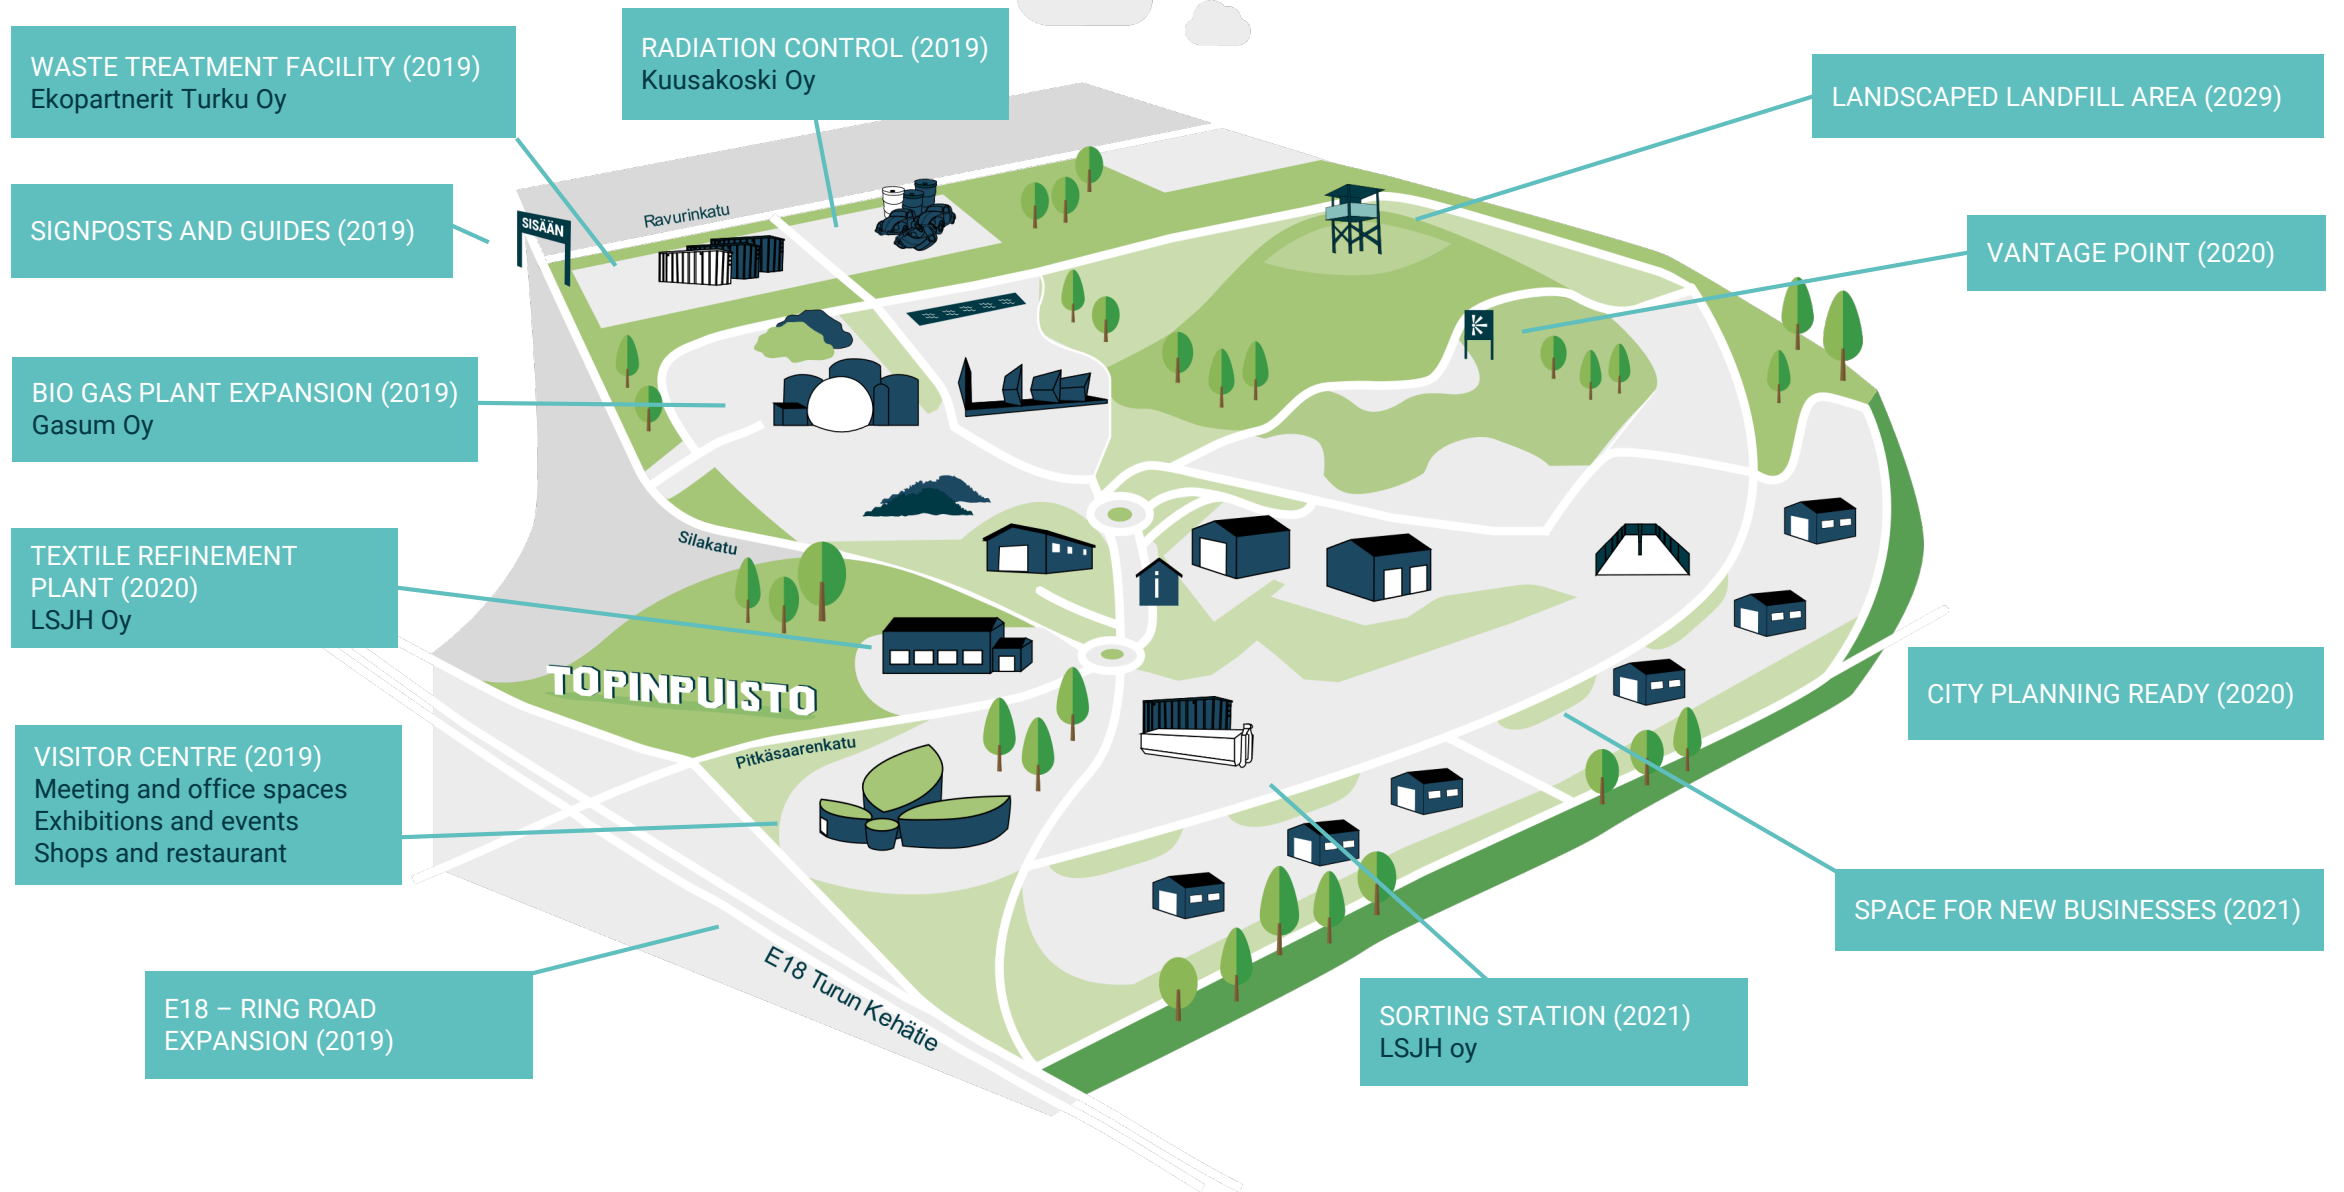 WASTE TREATMENT FACILITY (2019)
Ekopartnerit Turku Oy
RADIATION CONTROL (2019)
Kuusakoski Oy
LANDSCAPED LANDFILL AREA (2029)
SIGNPOSTS AND GUIDES (2019)
SISÄÄN
Ravurinkatu
VANTAGE POINT (2020)
BIO GAS PLANT EXPANSION (2019)
Gasum Oy
TEXTILE REFINEMENT
PLANT (2020)
LSJH Oy
Silakatu
i
TOPINPUISTO
CITY PLANNING READY (2020)
VISITOR CENTRE (2019)
Meeting and office spaces
Exhibitions and events
Shops and restaurant
Pitkäsaarenkatu
SPACE FOR NEW BUSINESSES (2021)
E18 – RING ROAD
EXPANSION (2019)
E18 Turun Kehätie
SORTING STATION (2021)
LSJH oy